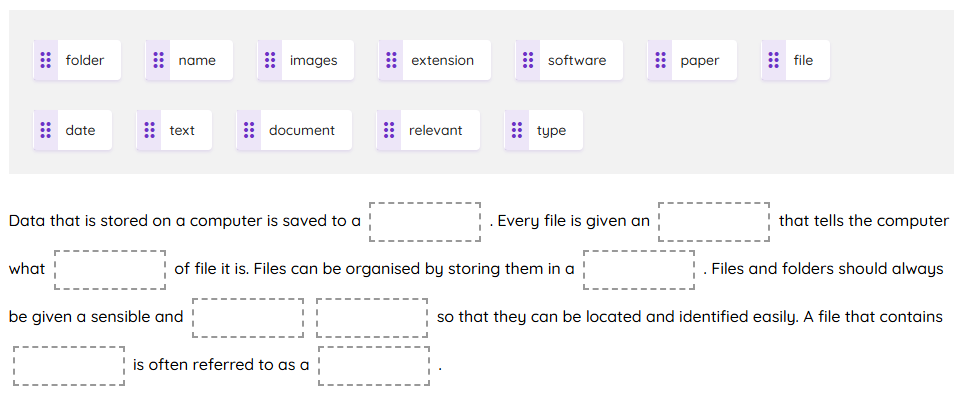 folder name images extension software paper file
date text document relevant type
Data that is stored on a computer is saved to a . Every file is given an that tells the computer
what of file it is. Files can be organised by storing them in a . Files and folders should always
be given a sensible and so that they can be located and identified easily. A file that contains
is often referred to as a .